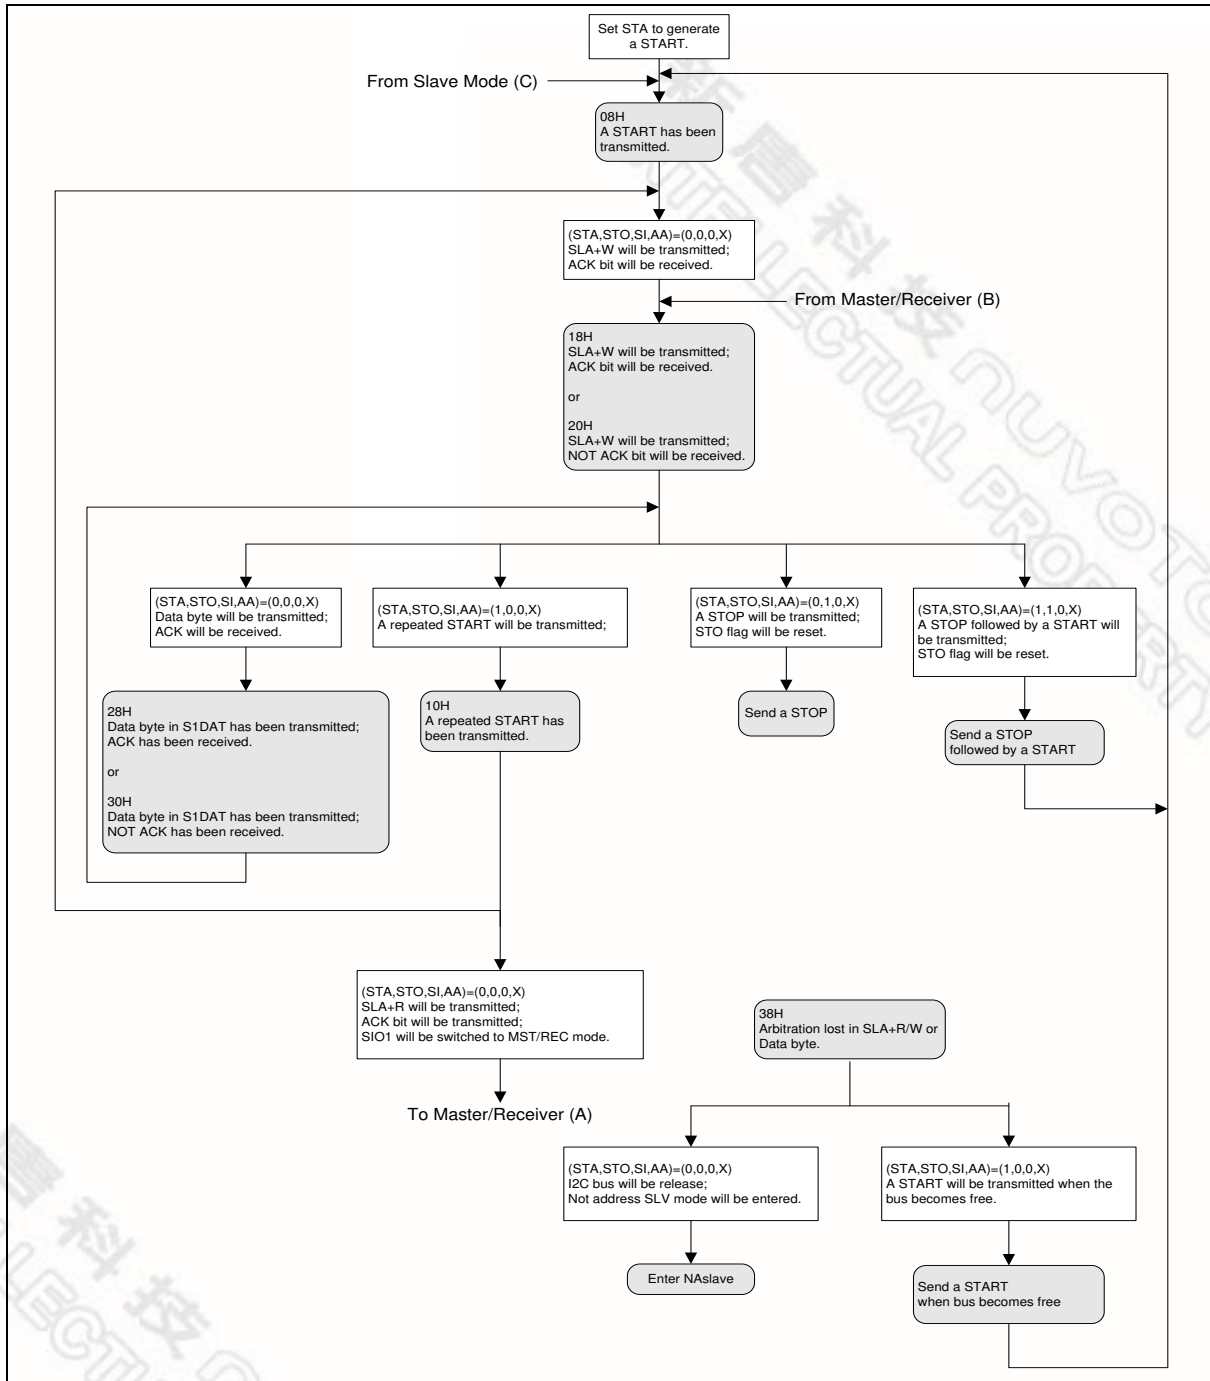 Set STA to generate
a START.
From Slave Mode (C)
08H
A START has been
transmitted.
(STA,STO,SI,AA)=(0,0,0,X)
SLA+W will be transmitted;
ACK bit will be received.
From Master/Receiver (B)
18H
SLA+W will be transmitted;
ACK bit will be received.
or
20H
SLA+W will be transmitted;
NOT ACK bit will be received.
(STA,STO,SI,AA)=(0,0,0,X)
Data byte will be transmitted;
ACK will be received.
(STA,STO,SI,AA)=(1,0,0,X)
A repeated START will be transmitted;
(STA,STO,SI,AA)=(0,1,0,X)
A STOP will be transmitted;
STO flag will be reset.
(STA,STO,SI,AA)=(1,1,0,X)
A STOP followed by a START will
be transmitted;
STO flag will be reset.
28H
Data byte in S1DAT has been transmitted;
ACK has been received.
or
30H
Data byte in S1DAT has been transmitted;
NOT ACK has been received.
10H
A repeated START has
been transmitted.
Send a STOP
Send a STOP
followed by a START
(STA,STO,SI,AA)=(0,0,0,X)
SLA+R will be transmitted;
ACK bit will be transmitted;
SIO1 will be switched to MST/REC mode.
To Master/Receiver (A)
38H
Arbitration lost in SLA+R/W or
Data byte.
(STA,STO,SI,AA)=(0,0,0,X)
I2C bus will be release;
Not address SLV mode will be entered.
(STA,STO,SI,AA)=(1,0,0,X)
A START will be transmitted when the
bus becomes free.
Enter NAslave
Send a START
when bus becomes free
新唐科技 nuvoTon
INTELLECTUAL PROPERTY
唐科技 n
LLECTU